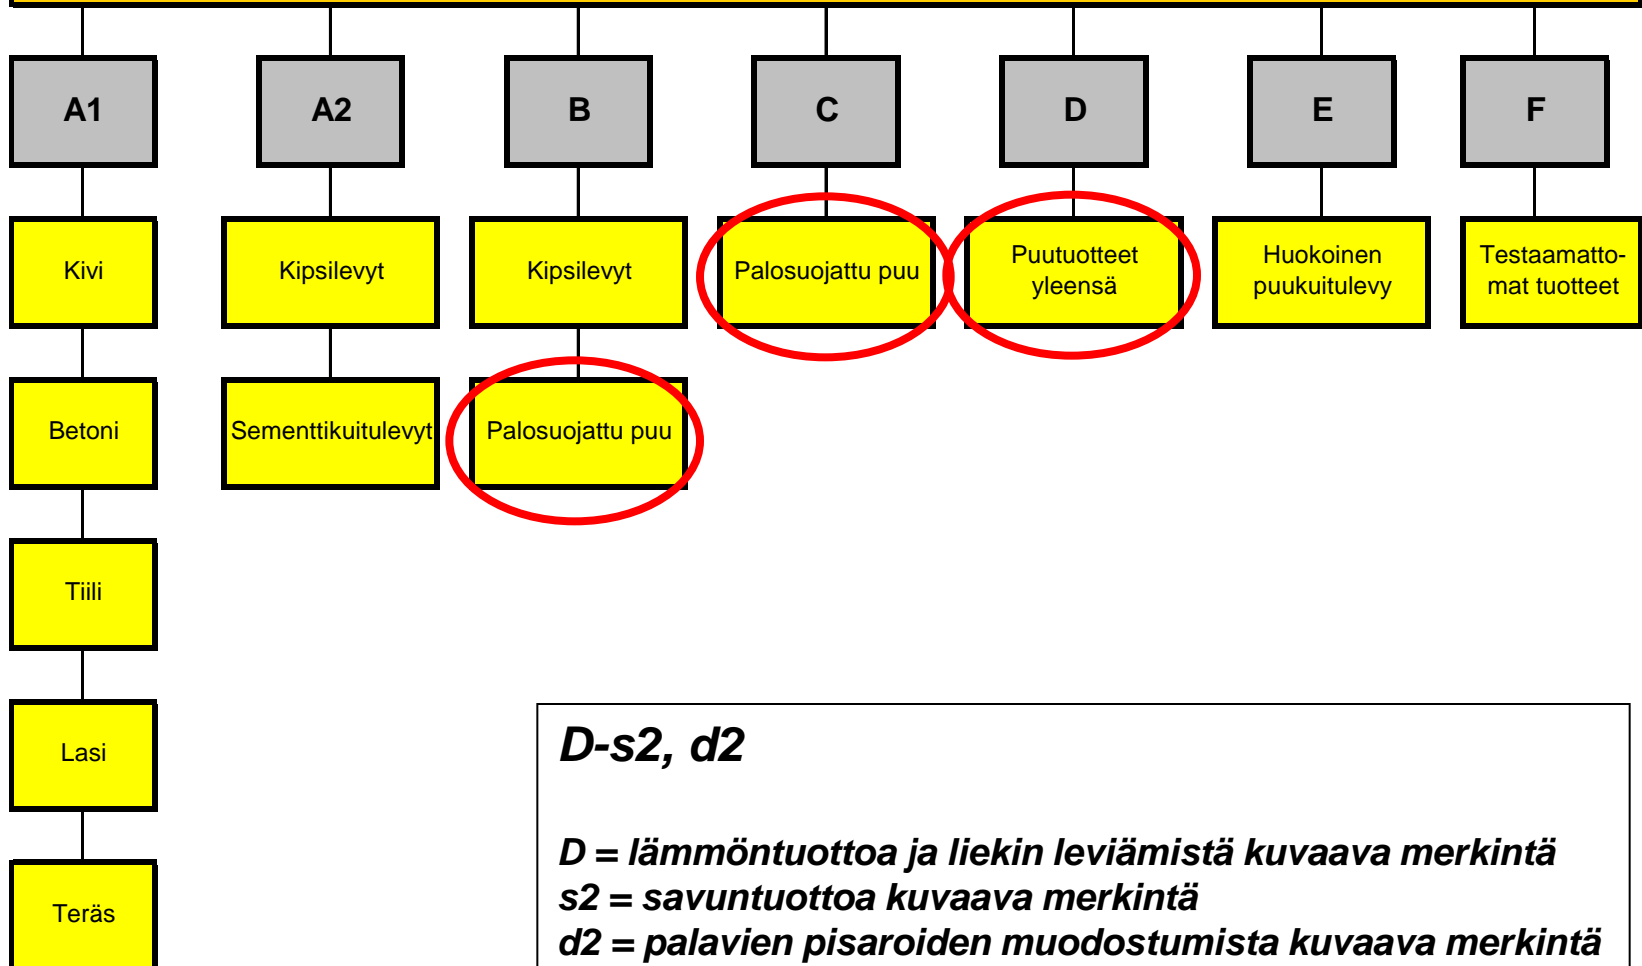 A1
A2
B
C
D
E
F
Kivi
Kipsilevyt
Kipsilevyt
Palosuojattu puu
Puutuotteet
yleensä
Huokoinen
puukuitulevy
Testaamatto-
mat tuotteet
Betoni
Sementtikuitulevyt
Palosuojattu puu
Tiili
Lasi
Teräs
D-s2, d2
D = lämmöntuottoa ja liekin leviämistä kuvaava merkintä
s2 = savuntuottoa kuvaava merkintä
d2 = palavien pisaroiden muodostumista kuvaava merkintä